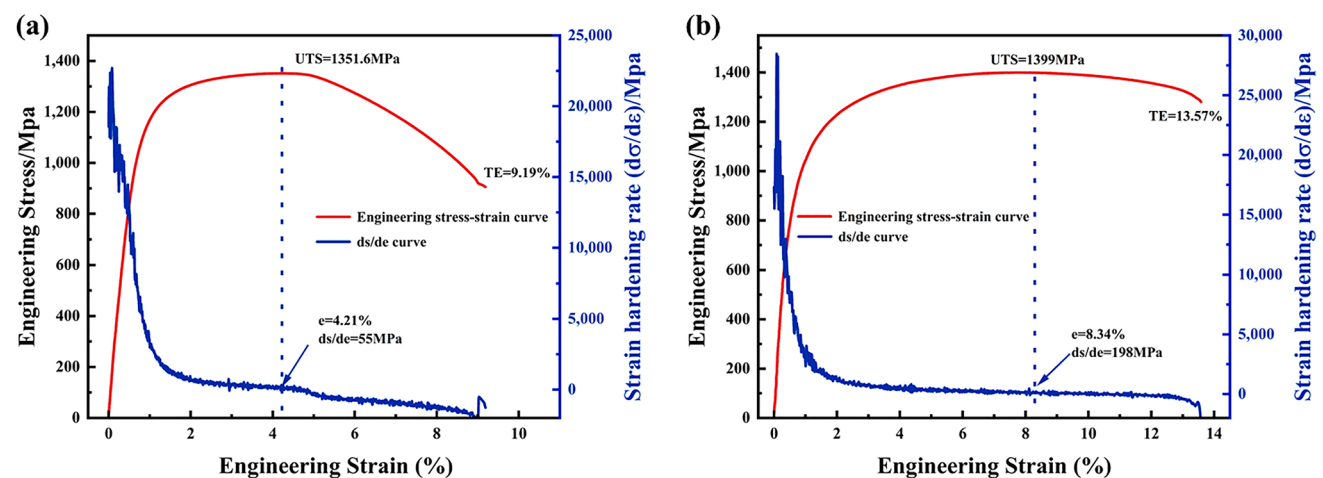 (a)
UTS=1351.6MPa
TE=9.19%
Engineering stress-strain curve
ds/de curve
e=4.21%
ds/de=55MPa
Engineering Stress/Mpa
1,400
1,200
1,000
800
600
400
200
0
0 2 4 6 8 10
Engineering Strain (%)
25,000
20,000
15,000
10,000
5,000
0
Strain hardening rate (dσ/dε)/Mpa
(b)
UTS=1399MPa
TE=13.57%
Engineering stress-strain curve
ds/de curve
e=8.34%
ds/de=198MPa
Engineering Stress/Mpa
1,400
1,200
1,000
800
600
400
200
0
0 2 4 6 8 10 12 14
Engineering Strain (%)
30,000
25,000
20,000
15,000
10,000
5,000
0
Strain hardening rate (dσ/dε)/Mpa